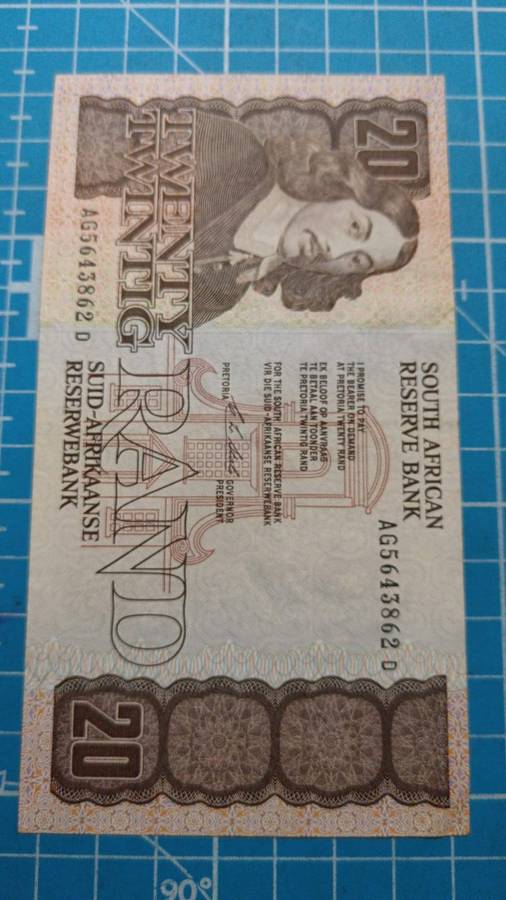 20
SOUTH AFRICAN
RESERVE BANK
AG5643862 D
I PROMISE TO PAY
THE BEARER ON DEMAND
AT PRETORIA TWENTY RAND
EK BELOOF OP AANVRAAG
TE BETAAL AAN TOONDER
TE PRETORIA TWINTIG RAND
FOR THE SOUTH AFRICAN RESERVE BANK
VIR DIE SUID-AFRIKAANSE RESERWEBANK
PRETORIA
GOVERNOR
PRESIDENT
TWENTY
TWINTIG
RAND
AG5643862 D
SUID-AFRIKAANSE
RESERWEBANK
20
90°